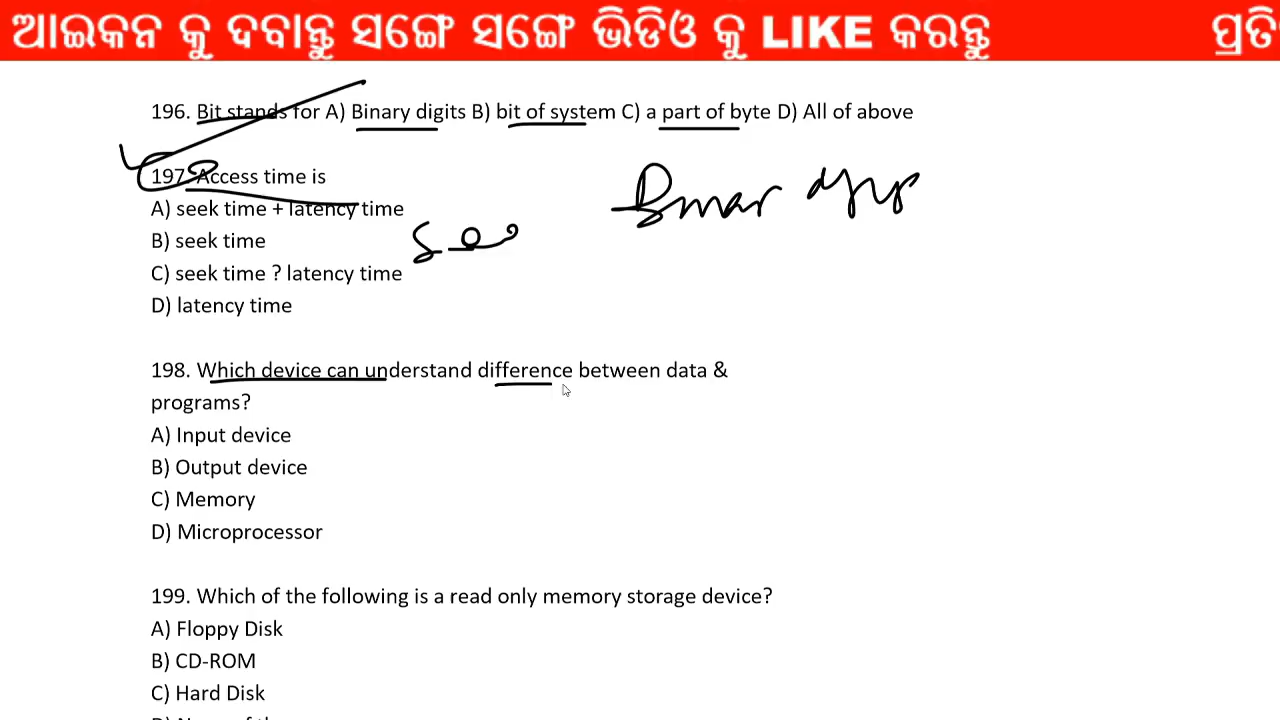 ଆଇକନ କୁ ଦବାନ୍ତୁ ସଙ୍ଗେ ସଙ୍ଗେ ଭିଡିଓ କୁ LIKE କରନ୍ତୁ ପ୍ରତି
196. Bit stands for A) Binary digits B) bit of system C) a part of byte D) All of above
197. Access time is
A) seek time + latency time
B) seek time
C) seek time ? latency time
D) latency time
198. Which device can understand difference between data &
programs?
A) Input device
B) Output device
C) Memory
D) Microprocessor
199. Which of the following is a read only memory storage device?
A) Floppy Disk
B) CD-ROM
C) Hard Disk